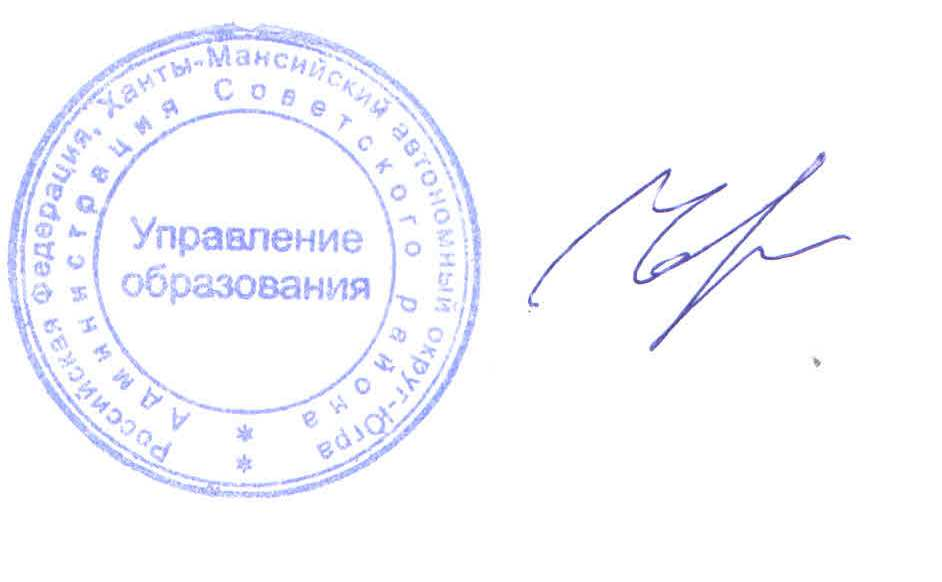 Российская Федерация, Ханты-Мансийский автономный округ-Югра
Администрация Советского района
Управление
образования